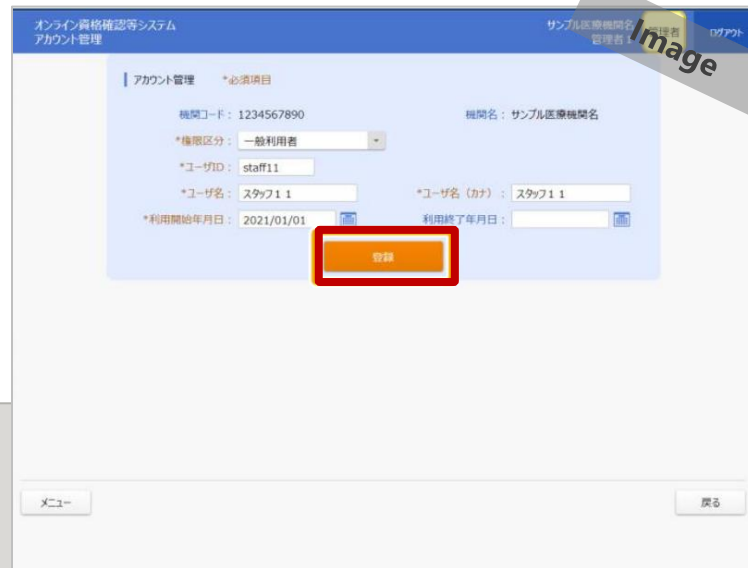 オンライン資格確認等システム
アカウント管理
サンプル医療機関名
管理者1
管理者
ログアウト
Image
アカウント管理 *必須項目
機関コード: 1234567890 機関名: サンプル医療機関名
*権限区分: 一般利用者
*ユーザID: staff11
*ユーザ名: スタッフ11 *ユーザ名 (カナ) : スタッフ11
*利用開始年月日: 2021/01/01 利用終了年月日:
登録
メニュー 戻る